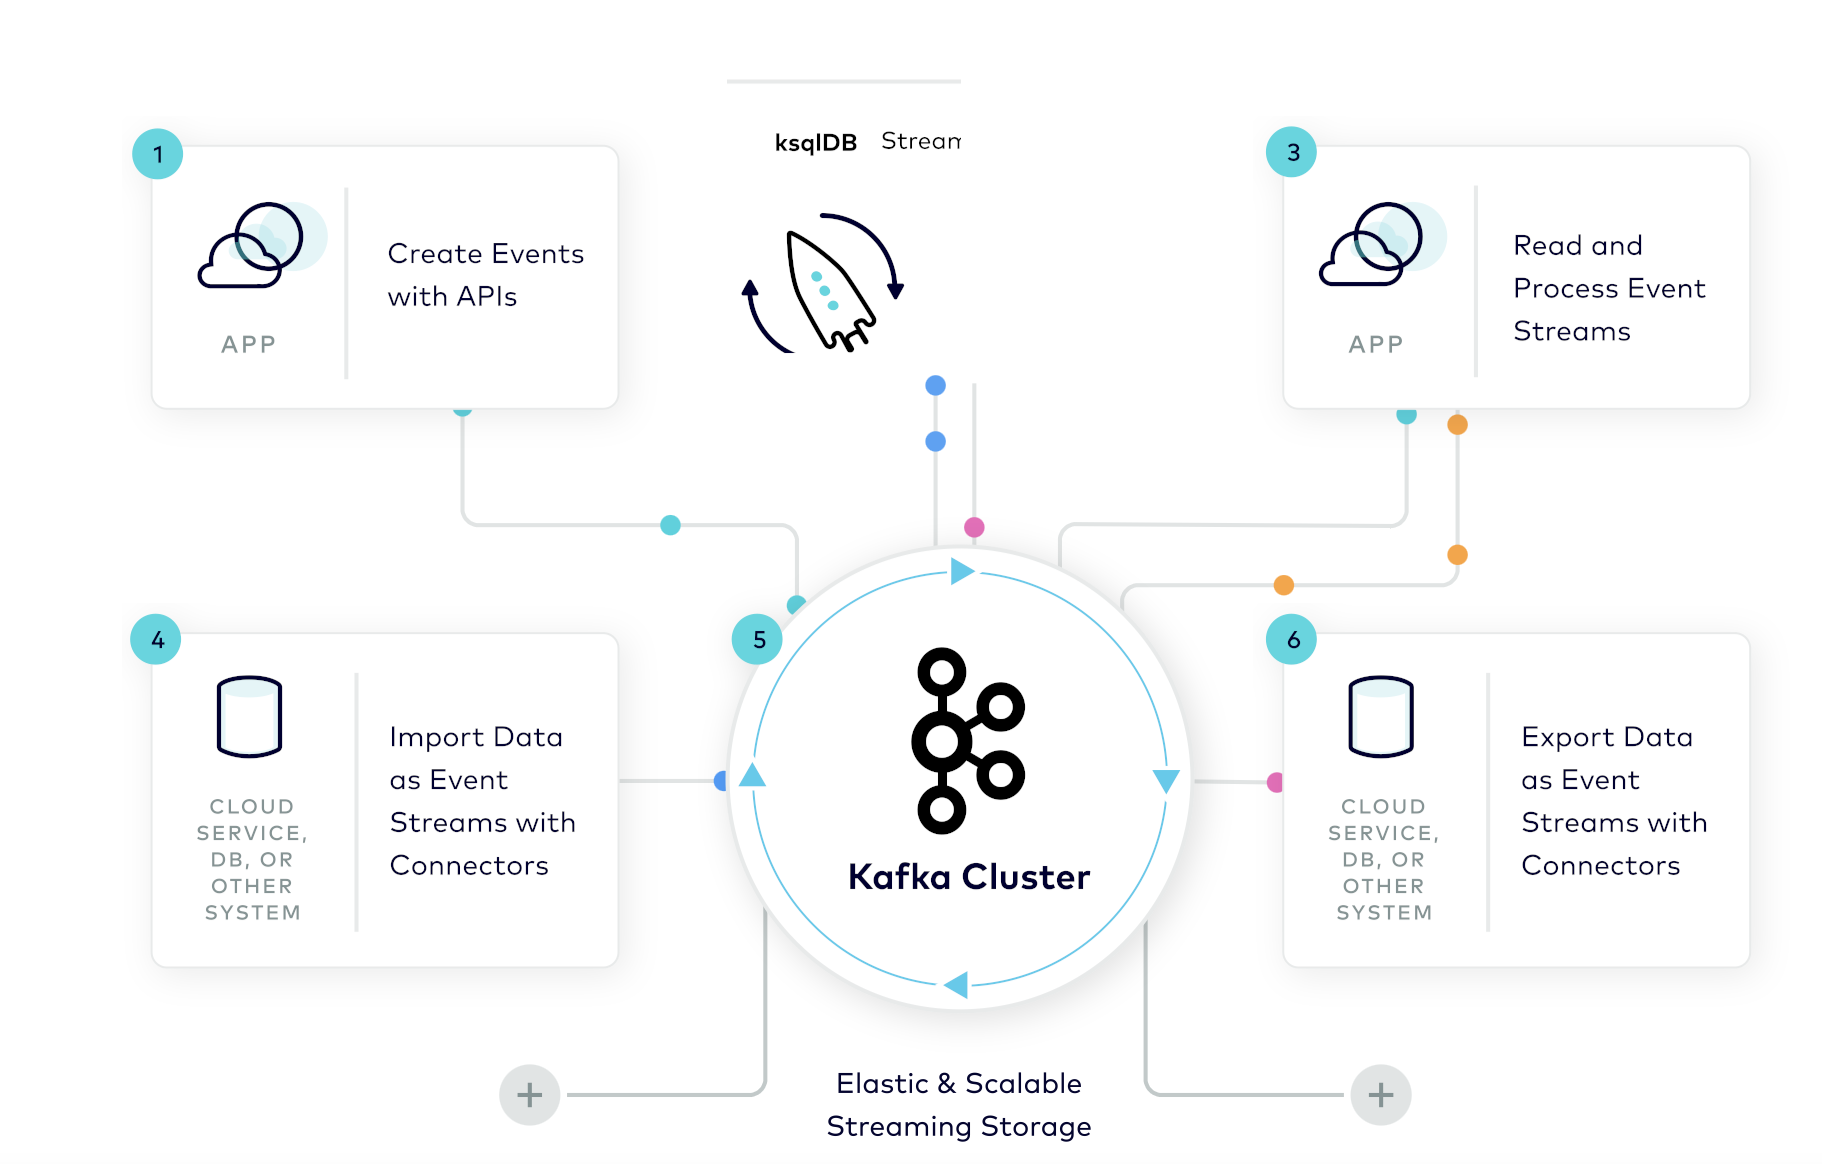 ksqlDB Stream
1
Create Events
with APIs
APP
3
Read and
Process Event
Streams
APP
4
Import Data
as Event
Streams with
Connectors
CLOUD
SERVICE,
DB, OR
OTHER
SYSTEM
5
Kafka Cluster
6
Export Data
as Event
Streams with
Connectors
CLOUD
SERVICE,
DB, OR
OTHER
SYSTEM
+
Elastic & Scalable
Streaming Storage
+